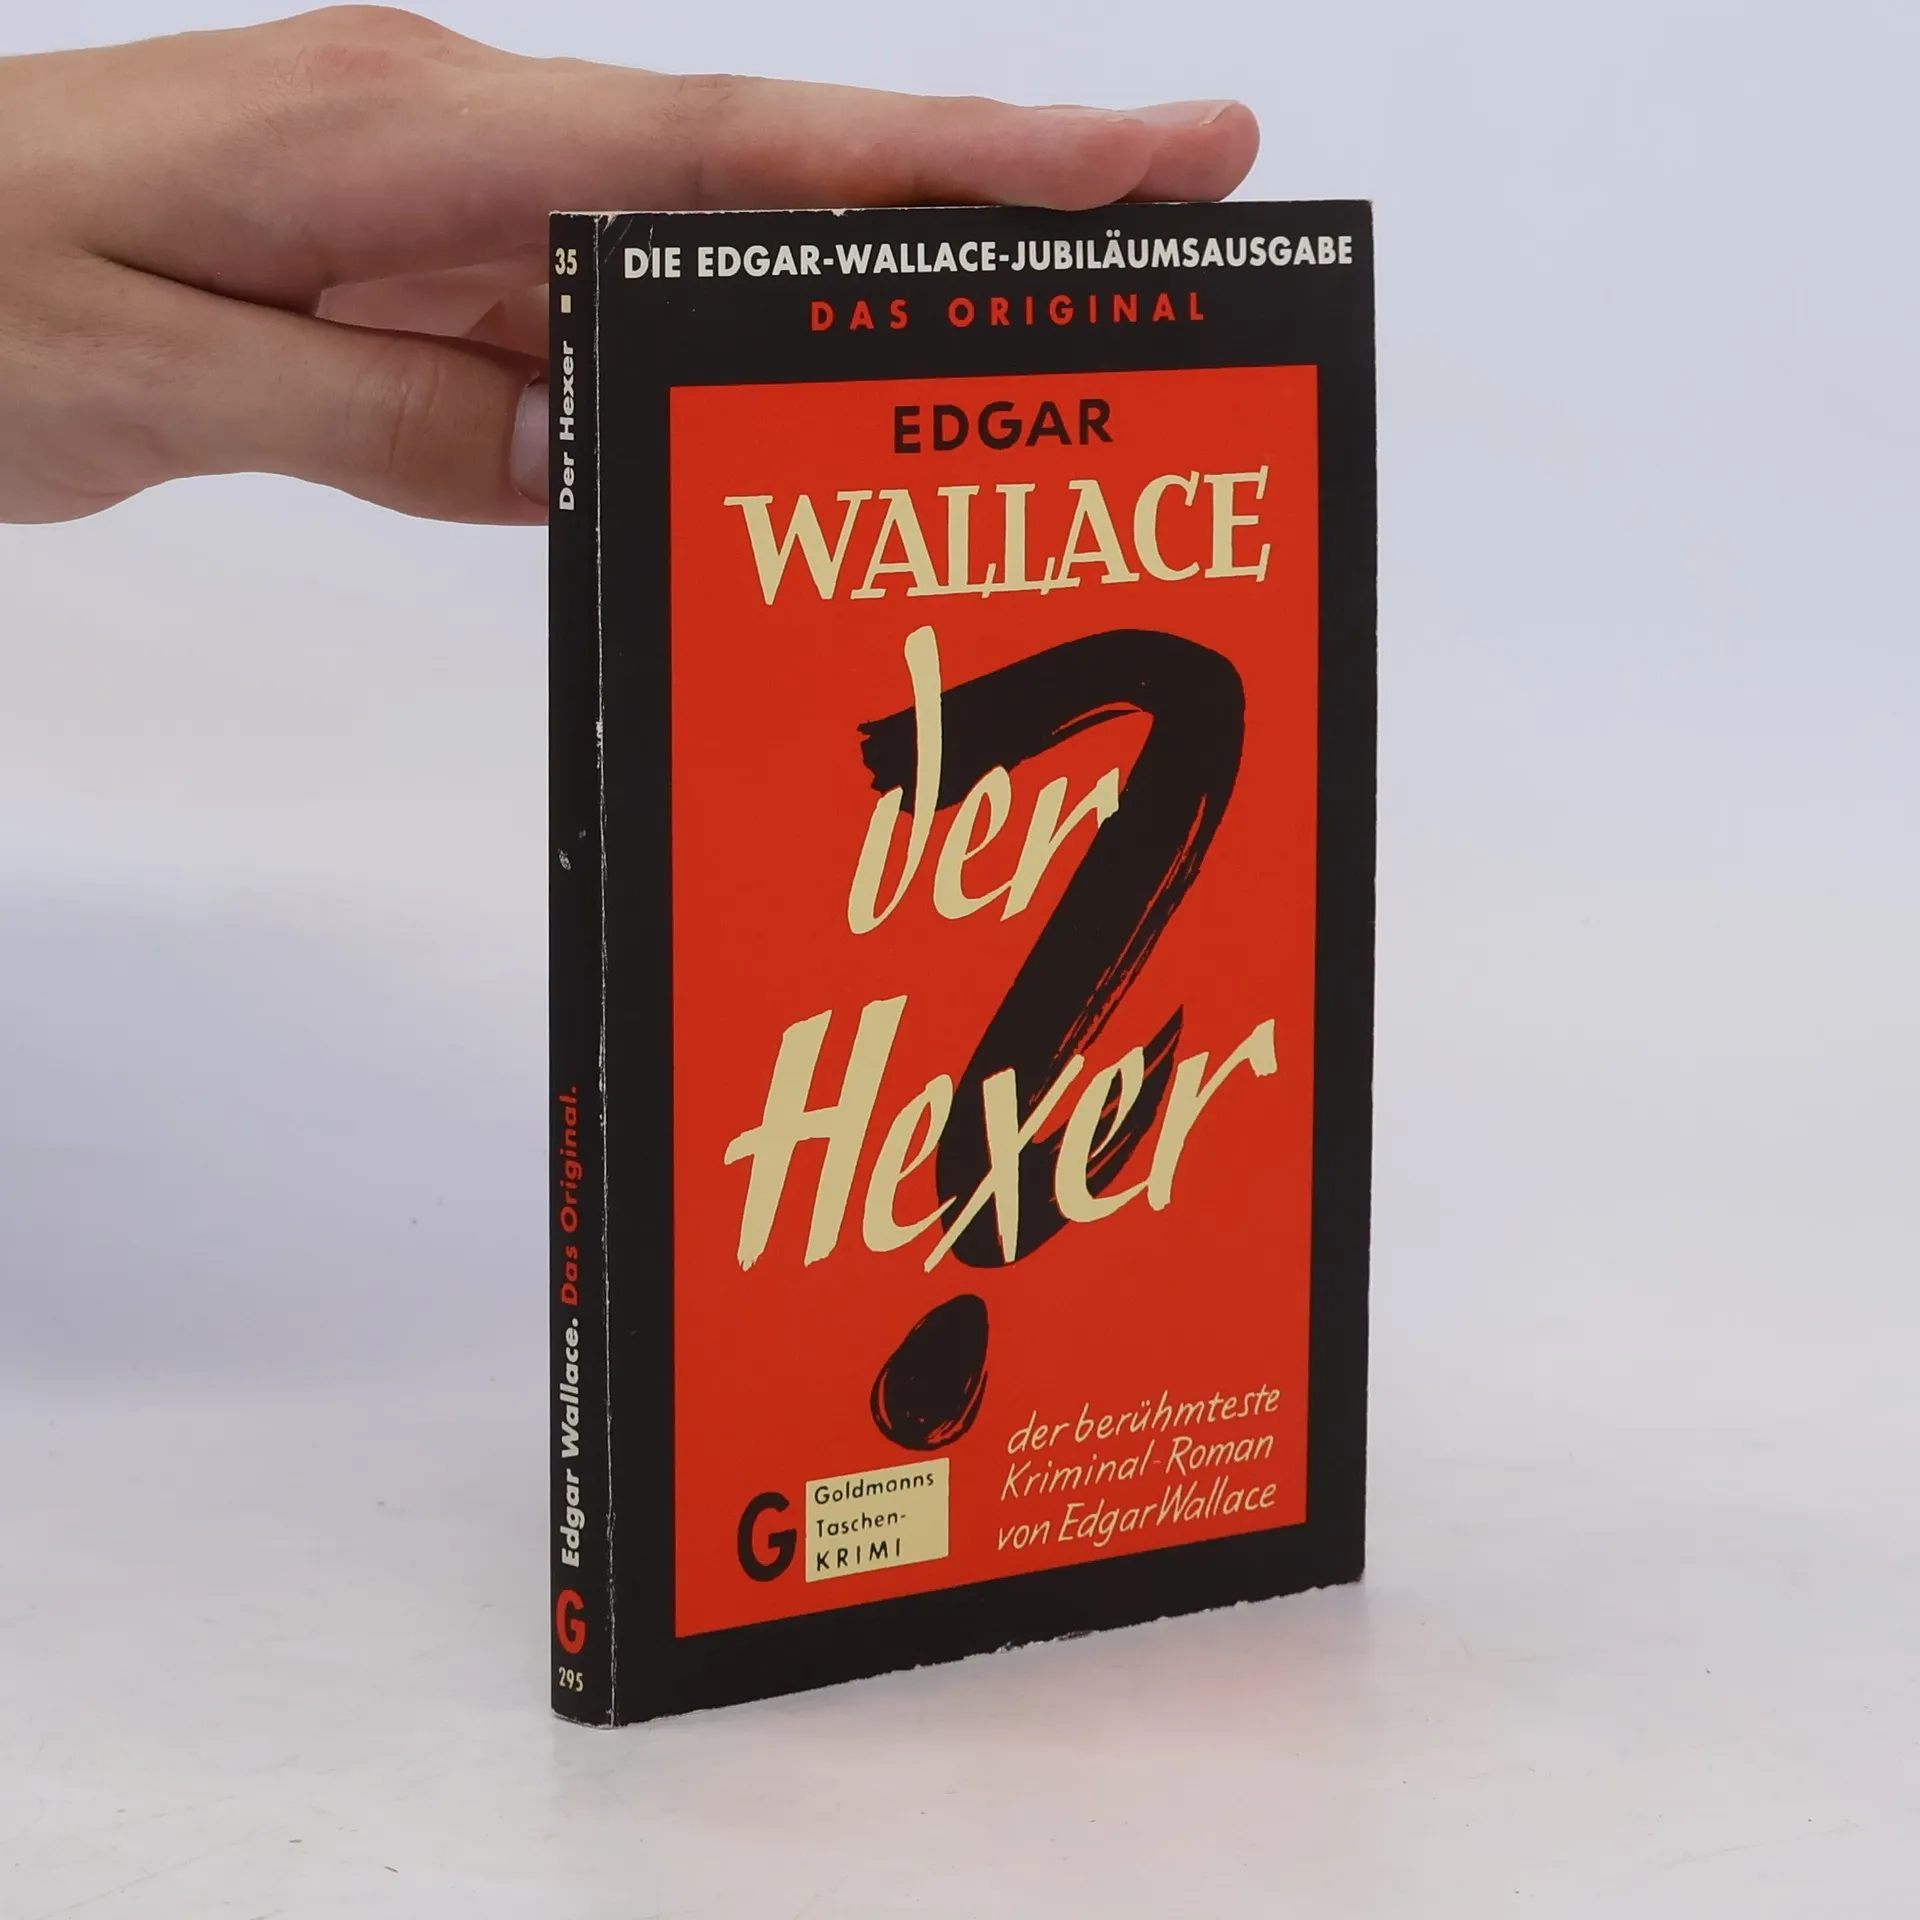 35
Der Hexer
Edgar Wallace. Das Original.
G
295
DIE EDGAR-WALLACE-JUBILÄUMSAUSGABE
DAS ORIGINAL
EDGAR
WALLACE
der
Hexer
?
der berühmteste
Kriminal-Roman
von Edgar Wallace
G
Goldmanns
Taschen-
KRIMI